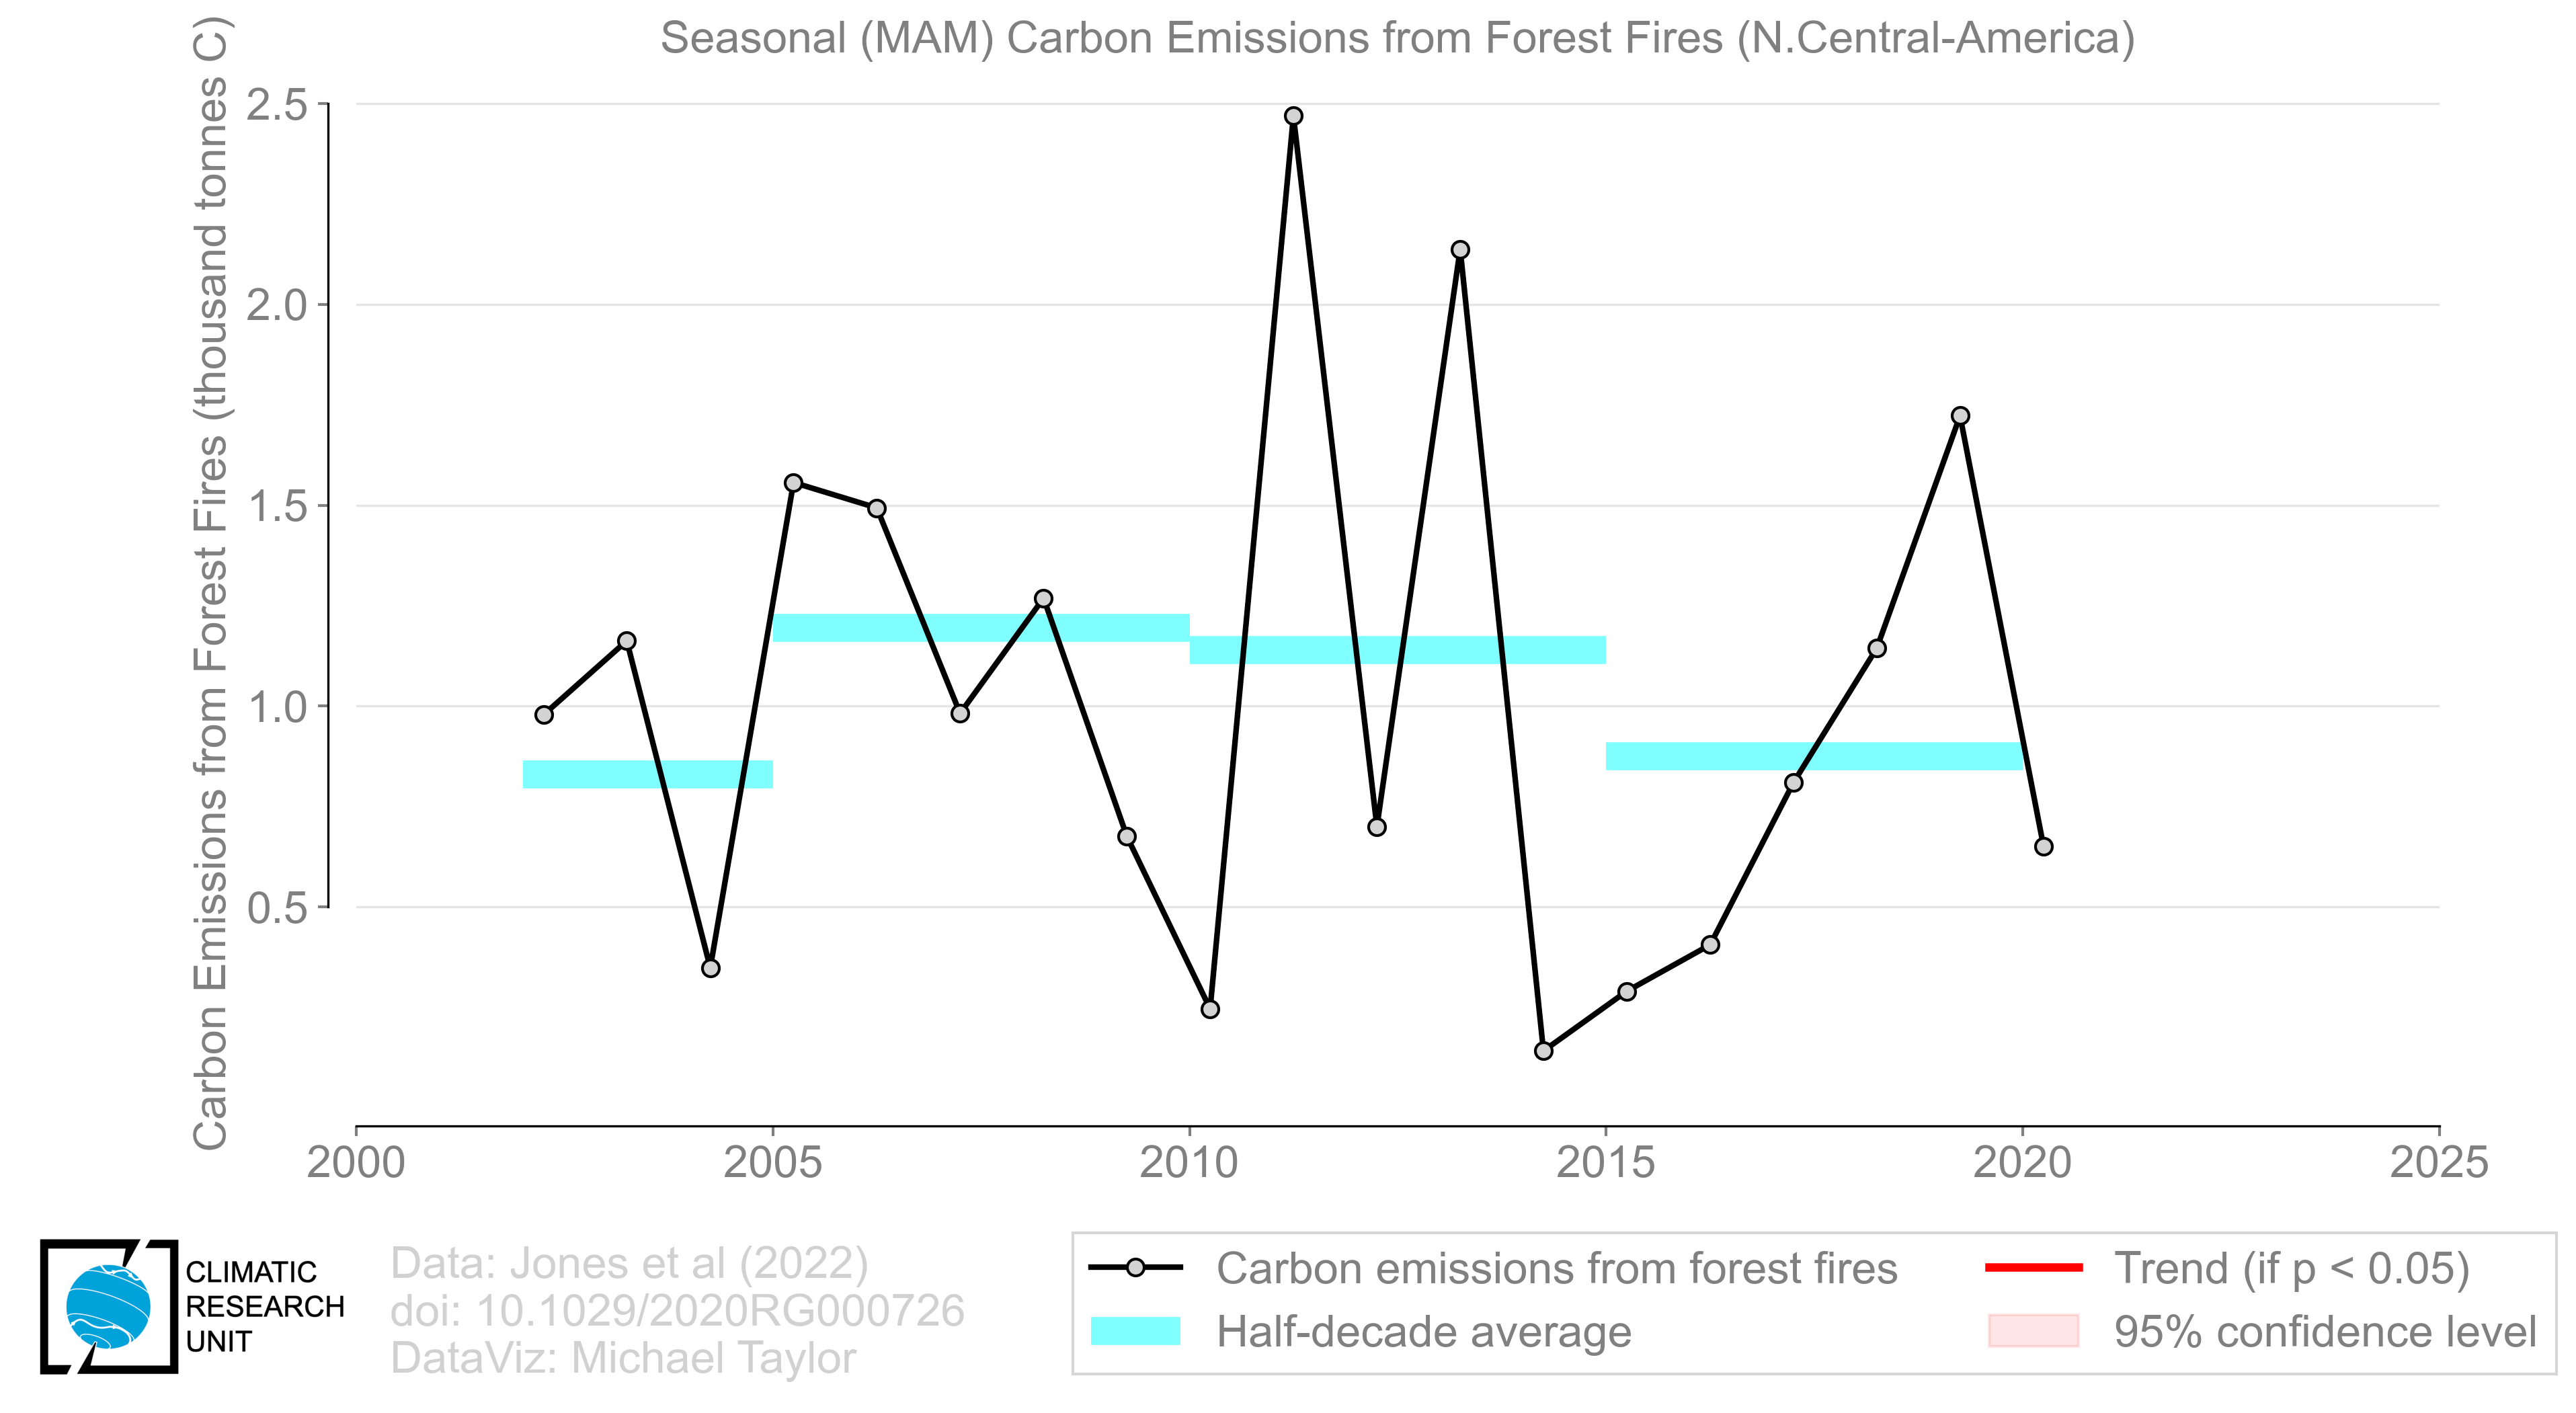 Seasonal (MAM) Carbon Emissions from Forest Fires (N.Central-America)
Carbon Emissions from Forest Fires (thousand tonnes C)
2.5
2.0
1.5
1.0
0.5
2000
2005
2010
2015
2020
2025
CLIMATIC
RESEARCH
UNIT
Data: Jones et al (2022)
doi: 10.1029/2020RG000726
DataViz: Michael Taylor
Carbon emissions from forest fires
Half-decade average
Trend (if p < 0.05)
95% confidence level